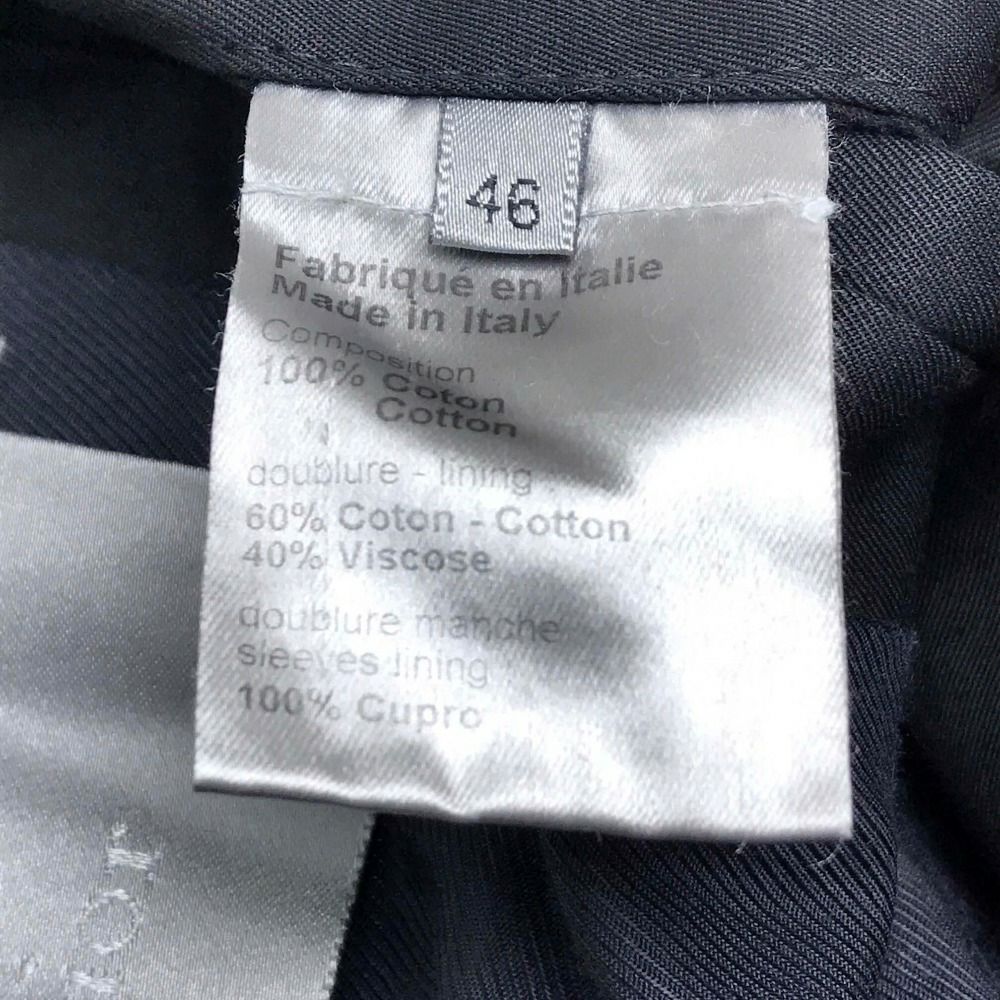 46
Fabriqué en Italie
Made in Italy
Composition
100% Coton
Cotton
doublure - lining
60% Coton - Cotton
40% Viscose
doublure manche
sleeves lining
100% Cupro